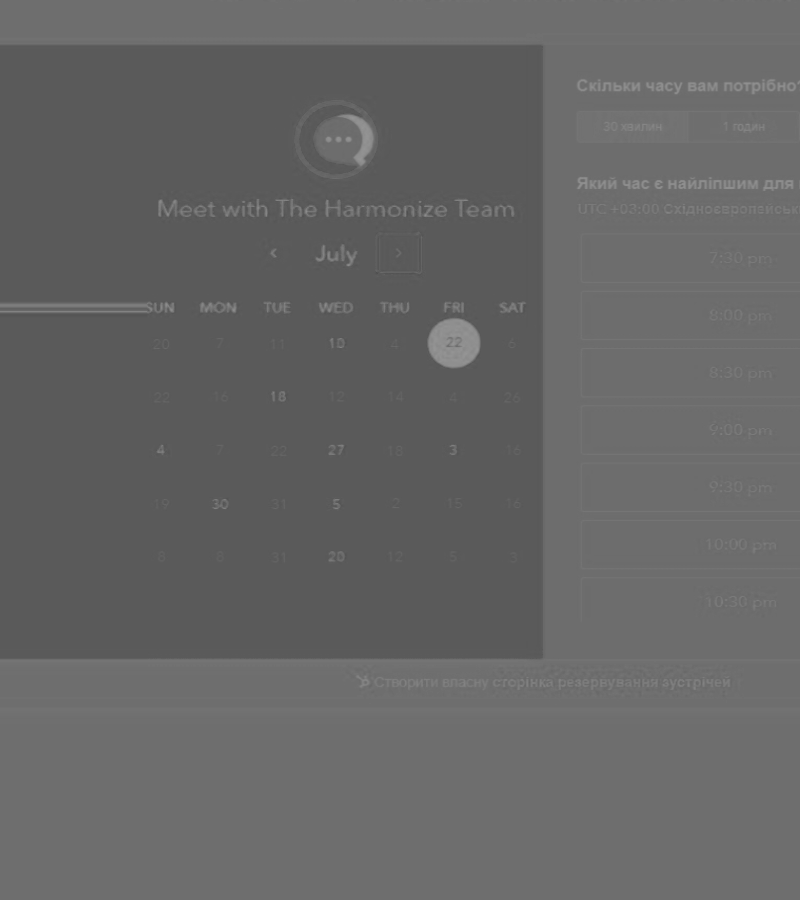 Meet with The Harmonize Team
July
SUN MON TUE WED THU FRI SAT
20 7 11 10 4 22 6
22 16 18 12 14 4 26
4 7 22 27 18 3 16
19 30 31 5 2 15 16
8 8 31 20 12 5 3
Скільки часу вам потрібно?
30 хвилин 1 годин
Який час є найліпшим для
UTC +03:00 Східноєвропейськ
7:30 pm
8:00 pm
8:30 pm
9:00 pm
9:30 pm
10:00 pm
10:30 pm
Створити власну сторінка резервування зустрічей